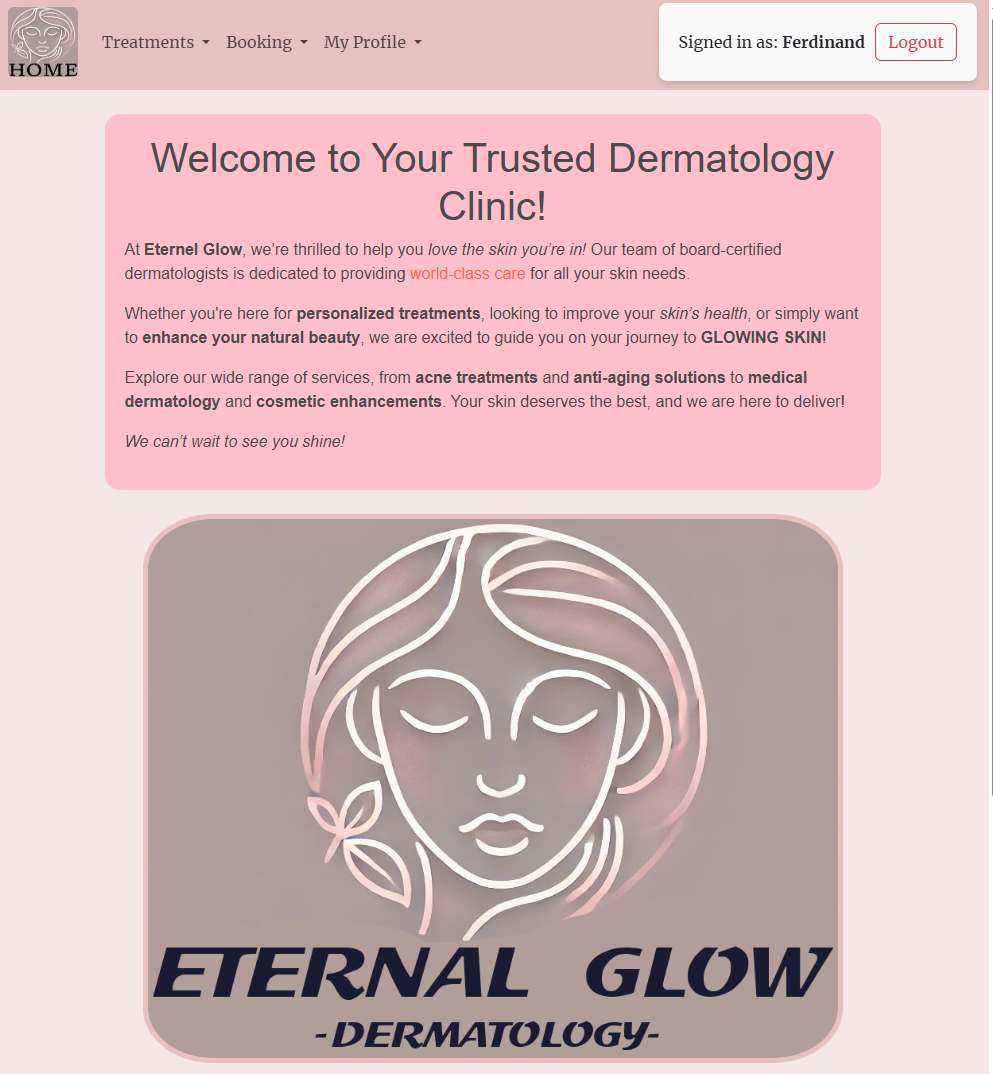 HOME
Treatments
Booking
My Profile
Signed in as: Ferdinand
Logout
Welcome to Your Trusted Dermatology
Clinic!
At Eternel Glow, we’re thrilled to help you love the skin you’re in! Our team of board-certified
dermatologists is dedicated to providing world-class care for all your skin needs.
Whether you're here for personalized treatments, looking to improve your skin’s health, or simply want
to enhance your natural beauty, we are excited to guide you on your journey to GLOWING SKIN!
Explore our wide range of services, from acne treatments and anti-aging solutions to medical
dermatology and cosmetic enhancements. Your skin deserves the best, and we are here to deliver!
We can’t wait to see you shine!
ETERNAL GLOW
-DERMATOLOGY-